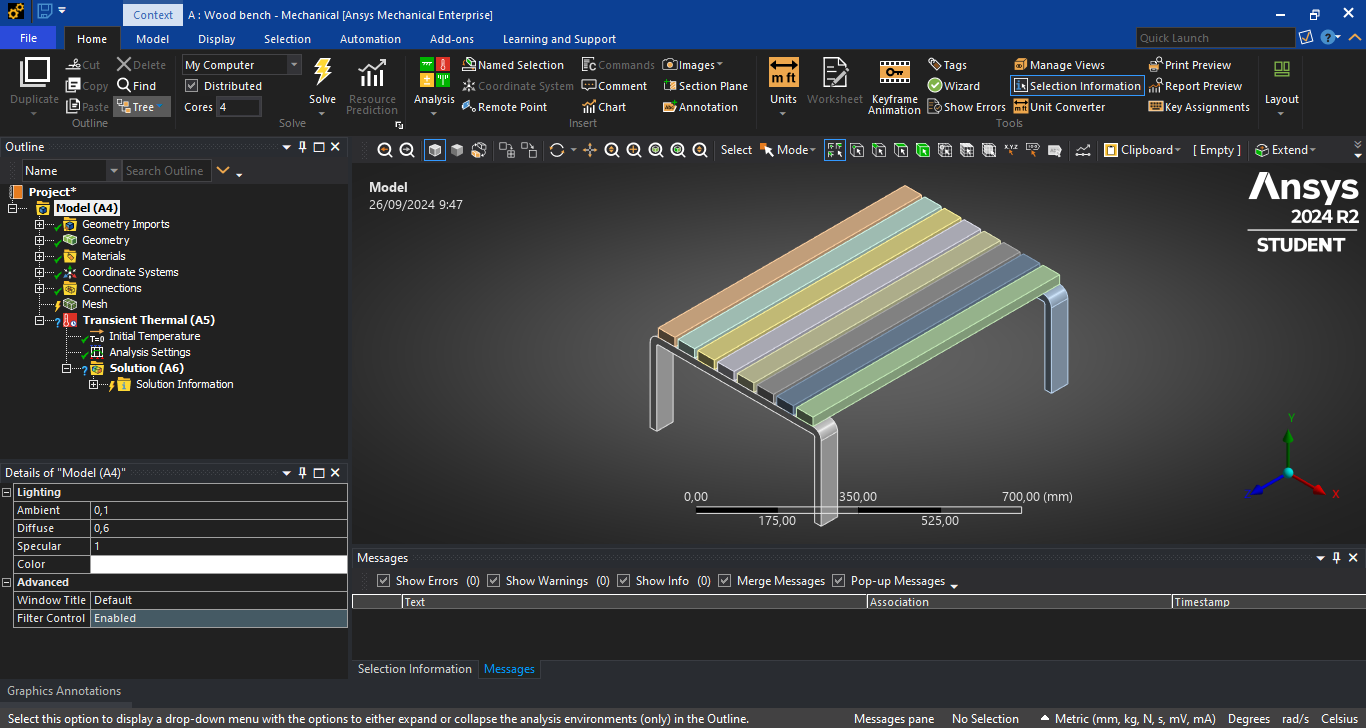 Context
A : Wood bench - Mechanical [Ansys Mechanical Enterprise]
File Home Model Display Selection Automation Add-ons Learning and Support
Quick Launch
Duplicate
Cut
Copy
Paste
Delete
Find
Tree
Outline
My Computer
Distributed
Cores 4
Solve
Resource
Prediction
Solve
Analysis
Named Selection
Coordinate System
Remote Point
Commands
Comment
Chart
Images
Section Plane
Annotation
Insert
m ft
Units
Worksheet
Keyframe
Animation
Tags
Wizard
Show Errors
Manage Views
Selection Information
Unit Converter
Print Preview
Report Preview
Key Assignments
Tools
Layout
Outline
Name
Search Outline
Project*
Model (A4)
Geometry Imports
Geometry
Materials
Coordinate Systems
Connections
Mesh
Transient Thermal (A5)
T=0 Initial Temperature
Analysis Settings
Solution (A6)
Solution Information
Details of "Model (A4)"
Lighting
Ambient 0,1
Diffuse 0,6
Specular 1
Color
Advanced
Window Title Default
Filter Control Enabled
Select Mode Clipboard [ Empty ] Extend
Model
26/09/2024 9:47
Ansys
2024 R2
STUDENT
0,00 350,00 700,00 (mm)
175,00 525,00
Y
X
Z
Messages
Show Errors (0) Show Warnings (0) Show Info (0) Merge Messages Pop-up Messages
Text Association Timestamp
Selection Information Messages
Graphics Annotations
Select this option to display a drop-down menu with the options to either expand or collapse the analysis environments (only) in the Outline.
Messages pane No Selection Metric (mm, kg, N, s, mV, mA) Degrees rad/s Celsius